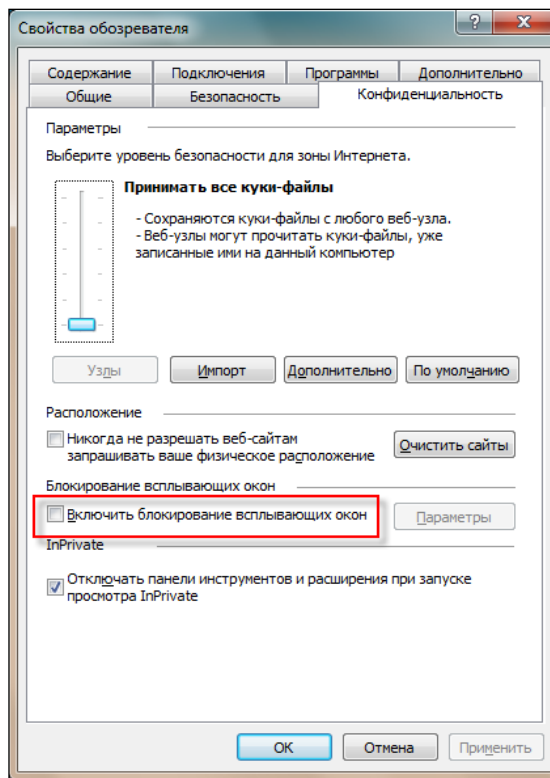 Свойства обозревателя
Содержание Подключения Программы Дополнительно
Общие Безопасность Конфиденциальность
Параметры
Выберите уровень безопасности для зоны Интернета.
Принимать все куки-файлы
- Сохраняются куки-файлы с любого веб-узла.
- Веб-узлы могут прочитать куки-файлы, уже
записанные ими на данный компьютер
Узлы Импорт Дополнительно По умолчанию
Расположение
Никогда не разрешать веб-сайтам
запрашивать ваше физическое расположение
Очистить сайты
Блокирование всплывающих окон
Включить блокирование всплывающих окон Параметры
InPrivate
Отключать панели инструментов и расширения при запуске
просмотра InPrivate
ОК Отмена Применить